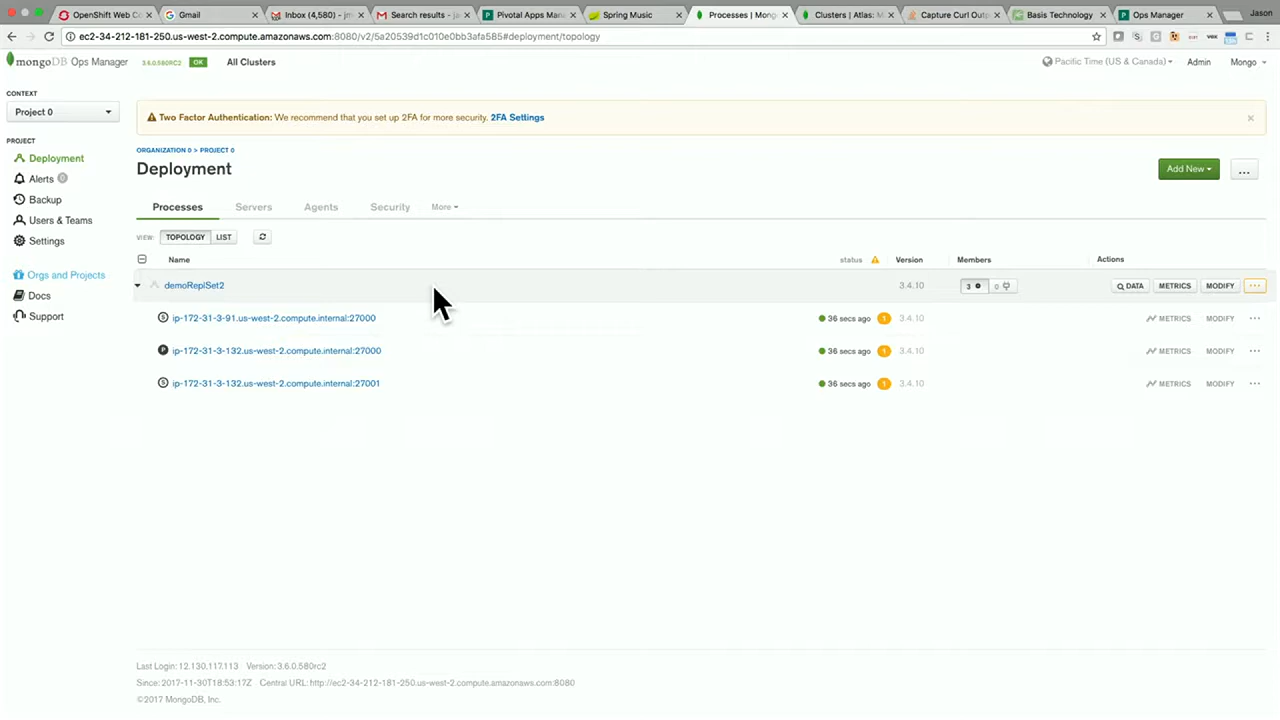 OpenShift Web Co
Gmail
Inbox (4,580) - jm
Search results - ja
Pivotal Apps Man
Spring Music
Processes | Mong
Clusters | Atlas: M
Capture Curl Outp
Basis Technology
Ops Manager
Jason
ec2-34-212-181-250.us-west-2.compute.amazonaws.com:8080/v2/5a20539d1c010e0bb3afa585#deployment/topology
mongoDB Ops Manager 3.6.0.580RC2 OK All Clusters Pacific Time (US & Canada) Admin Mongo
CONTEXT
Project 0
PROJECT
Deployment
Alerts 0
Backup
Users & Teams
Settings
Orgs and Projects
Docs
Support
Two Factor Authentication: We recommend that you set up 2FA for more security. 2FA Settings
ORGANIZATION 0 > PROJECT 0
Deployment
Add New
...
Processes Servers Agents Security More
VIEW: TOPOLOGY LIST
Name status Version Members Actions
demoReplSet2 3.4.10 3 0 DATA METRICS MODIFY ...
S ip-172-31-3-91.us-west-2.compute.internal:27000 36 secs ago 1 3.4.10 METRICS MODIFY ...
P ip-172-31-3-132.us-west-2.compute.internal:27000 36 secs ago 1 3.4.10 METRICS MODIFY ...
S ip-172-31-3-132.us-west-2.compute.internal:27001 36 secs ago 1 3.4.10 METRICS MODIFY ...
Last Login: 12.130.117.113 Version: 3.6.0.580rc2
Since: 2017-11-30T18:53:17Z Central URL: http://ec2-34-212-181-250.us-west-2.compute.amazonaws.com:8080
©2017 MongoDB, Inc.